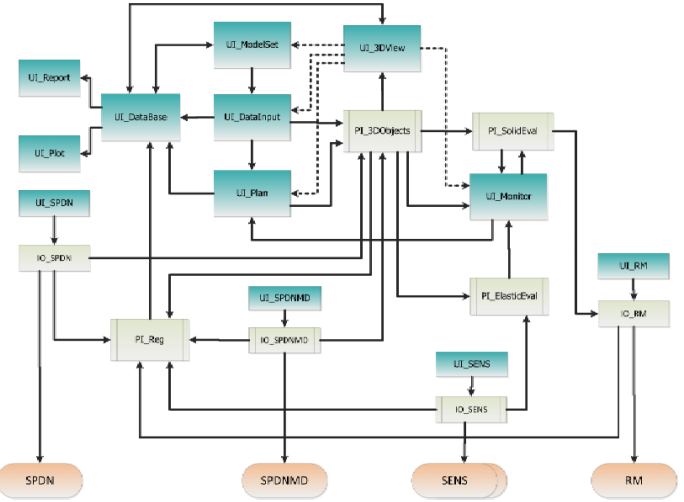 UI_ModelSet
UI_3DView
UI_Report
UI_DataBase
UI_DataInput
PI_3DObjects
PI_SolidEval
UI_Plot
UI_Plan
UI_Monitor
UI_SPDN
IO_SPDN
UI_RM
UI_SPDNMD
PI_ElasticEval
IO_RM
PI_Reg
IO_SPDNMD
UI_SENS
IO_SENS
SPDN
SPDNMD
SENS
RM